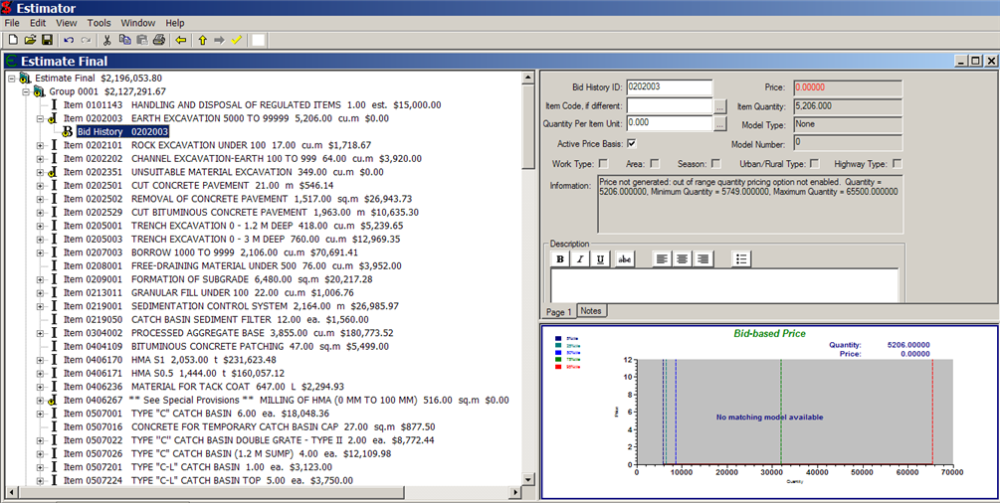 Estimator
File Edit View Tools Window Help
Estimate Final
Estimate Final $2,196,053.80
Group 0001 $2,127,291.67
Item 0101143 HANDLING AND DISPOSAL OF REGULATED ITEMS 1.00 est. $15,000.00
Item 0202003 EARTH EXCAVATION 5000 TO 99999 5,206.00 cu.m $0.00
Bid History 0202003
Item 0202101 ROCK EXCAVATION UNDER 100 17.00 cu.m $1,718.67
Item 0202202 CHANNEL EXCAVATION-EARTH 100 TO 999 64.00 cu.m $3,920.00
Item 0202351 UNSUITABLE MATERIAL EXCAVATION 349.00 cu.m $0.00
Item 0202501 CUT CONCRETE PAVEMENT 21.00 m $546.14
Item 0202502 REMOVAL OF CONCRETE PAVEMENT 1,517.00 sq.m $26,943.73
Item 0202529 CUT BITUMINOUS CONCRETE PAVEMENT 1,963.00 m $10,635.30
Item 0205001 TRENCH EXCAVATION 0 - 1.2 M DEEP 418.00 cu.m $5,239.65
Item 0205003 TRENCH EXCAVATION 0 - 3 M DEEP 760.00 cu.m $12,969.35
Item 0207003 BORROW 1000 TO 9999 2,106.00 cu.m $70,691.41
Item 0208001 FREE-DRAINING MATERIAL UNDER 500 76.00 cu.m $3,952.00
Item 0209001 FORMATION OF SUBGRADE 6,480.00 sq.m $20,217.28
Item 0213011 GRANULAR FILL UNDER 100 22.00 cu.m $1,006.76
Item 0219001 SEDIMENTATION CONTROL SYSTEM 2,164.00 m $26,985.97
Item 0219050 CATCH BASIN SEDIMENT FILTER 12.00 ea. $1,560.00
Item 0304002 PROCESSED AGGREGATE BASE 3,855.00 cu.m $180,773.52
Item 0404109 BITUMINOUS CONCRETE PATCHING 47.00 sq.m $5,499.00
Item 0406170 HMA S1 2,053.00 t $231,623.48
Item 0406171 HMA S0.5 1,444.00 t $160,057.12
Item 0406236 MATERIAL FOR TACK COAT 647.00 L $2,294.93
Item 0406267 ** See Special Provisions ** MILLING OF HMA (0 MM TO 100 MM) 516.00 sq.m $0.00
Item 0507001 TYPE "C" CATCH BASIN 6.00 ea. $18,048.36
Item 0507016 CONCRETE FOR TEMPORARY CATCH BASIN CAP 27.00 sq.m $877.50
Item 0507022 TYPE "C" CATCH BASIN DOUBLE GRATE - TYPE II 2.00 ea. $8,772.44
Item 0507026 TYPE "C" CATCH BASIN (1.2 M SUMP) 4.00 ea. $12,109.98
Item 0507201 TYPE "C-L" CATCH BASIN 1.00 ea. $3,123.00
Item 0507224 TYPE "C-L" CATCH BASIN TOP 5.00 ea. $3,750.00
Bid History ID: 0202003 Price: 0.00000
Item Code, if different: ... Item Quantity: 5,206.000
Quantity Per Item Unit: 0.000 ... Model Type: None
Active Price Basis: Model Number: 0
Work Type: Area: Season: Urban/Rural Type: Highway Type:
Information: Price not generated: out of range quantity pricing option not enabled. Quantity =
5206.000000, Minimum Quantity = 5749.000000, Maximum Quantity = 65500.000000
Description
B I U abc
Page 1 Notes
Bid-based Price
Quantity: 5206.00000
Price: 0.00000
12
10
8
6
4
2
0
Price
No matching model available
0 10000 20000 30000 40000 50000 60000 70000
Quantity